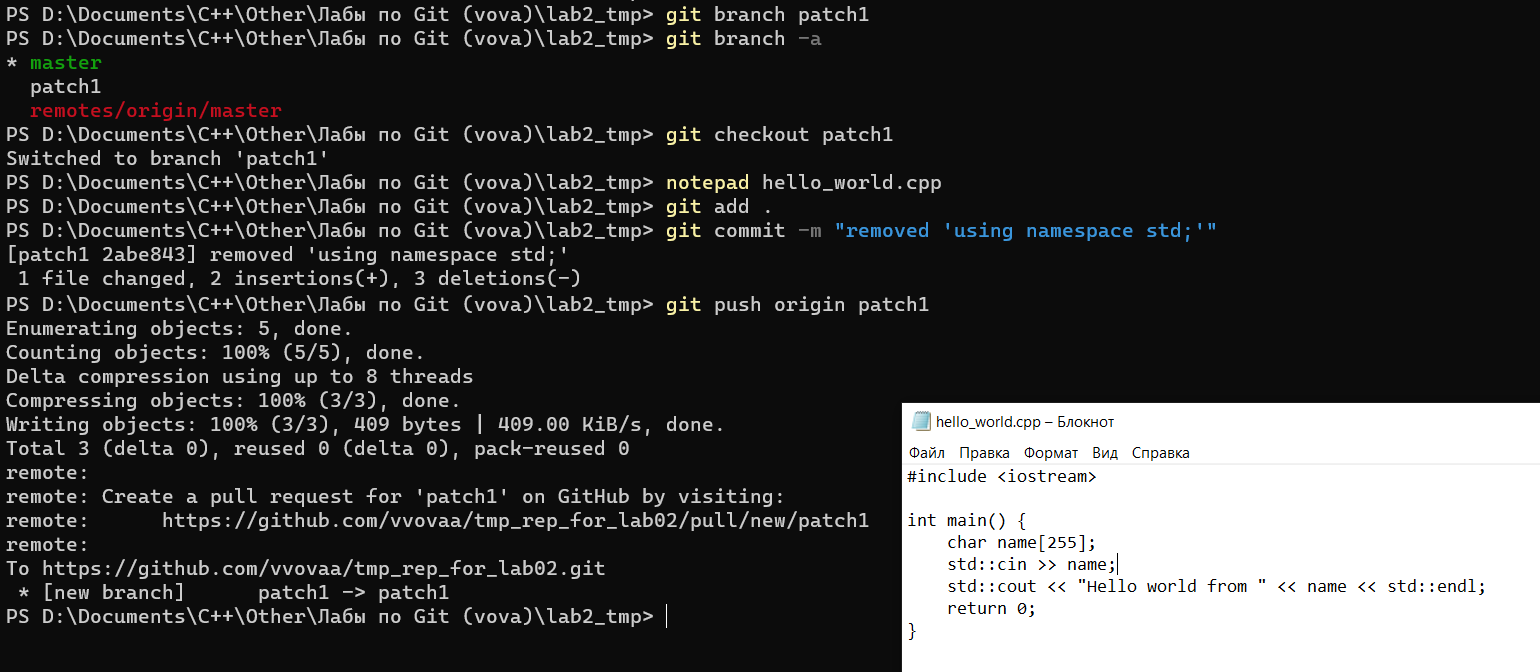 PS D:\Documents\C++\Other\Лабы по Git (vova)\lab2_tmp> git branch patch1
PS D:\Documents\C++\Other\Лабы по Git (vova)\lab2_tmp> git branch -a
* master
  patch1
  remotes/origin/master
PS D:\Documents\C++\Other\Лабы по Git (vova)\lab2_tmp> git checkout patch1
Switched to branch 'patch1'
PS D:\Documents\C++\Other\Лабы по Git (vova)\lab2_tmp> notepad hello_world.cpp
PS D:\Documents\C++\Other\Лабы по Git (vova)\lab2_tmp> git add .
PS D:\Documents\C++\Other\Лабы по Git (vova)\lab2_tmp> git commit -m "removed 'using namespace std;'"
[patch1 2abe843] removed 'using namespace std;'
 1 file changed, 2 insertions(+), 3 deletions(-)
PS D:\Documents\C++\Other\Лабы по Git (vova)\lab2_tmp> git push origin patch1
Enumerating objects: 5, done.
Counting objects: 100% (5/5), done.
Delta compression using up to 8 threads
Compressing objects: 100% (3/3), done.
Writing objects: 100% (3/3), 409 bytes | 409.00 KiB/s, done.
Total 3 (delta 0), reused 0 (delta 0), pack-reused 0
remote:
remote: Create a pull request for 'patch1' on GitHub by visiting:
remote:      https://github.com/vvovaa/tmp_rep_for_lab02/pull/new/patch1
remote:
To https://github.com/vvovaa/tmp_rep_for_lab02.git
 * [new branch]      patch1 -> patch1
PS D:\Documents\C++\Other\Лабы по Git (vova)\lab2_tmp>
hello_world.cpp – Блокнот
Файл Правка Формат Вид Справка
#include <iostream>
int main() {
    char name[255];
    std::cin >> name;
    std::cout << "Hello world from " << name << std::endl;
    return 0;
}